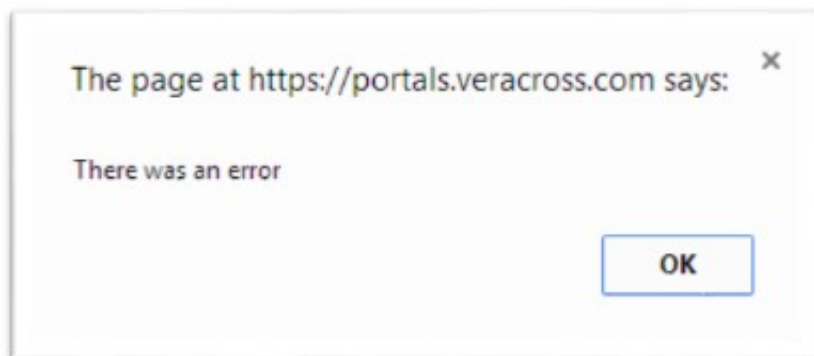 The page at https://portals.veracross.com says:
There was an error
OK